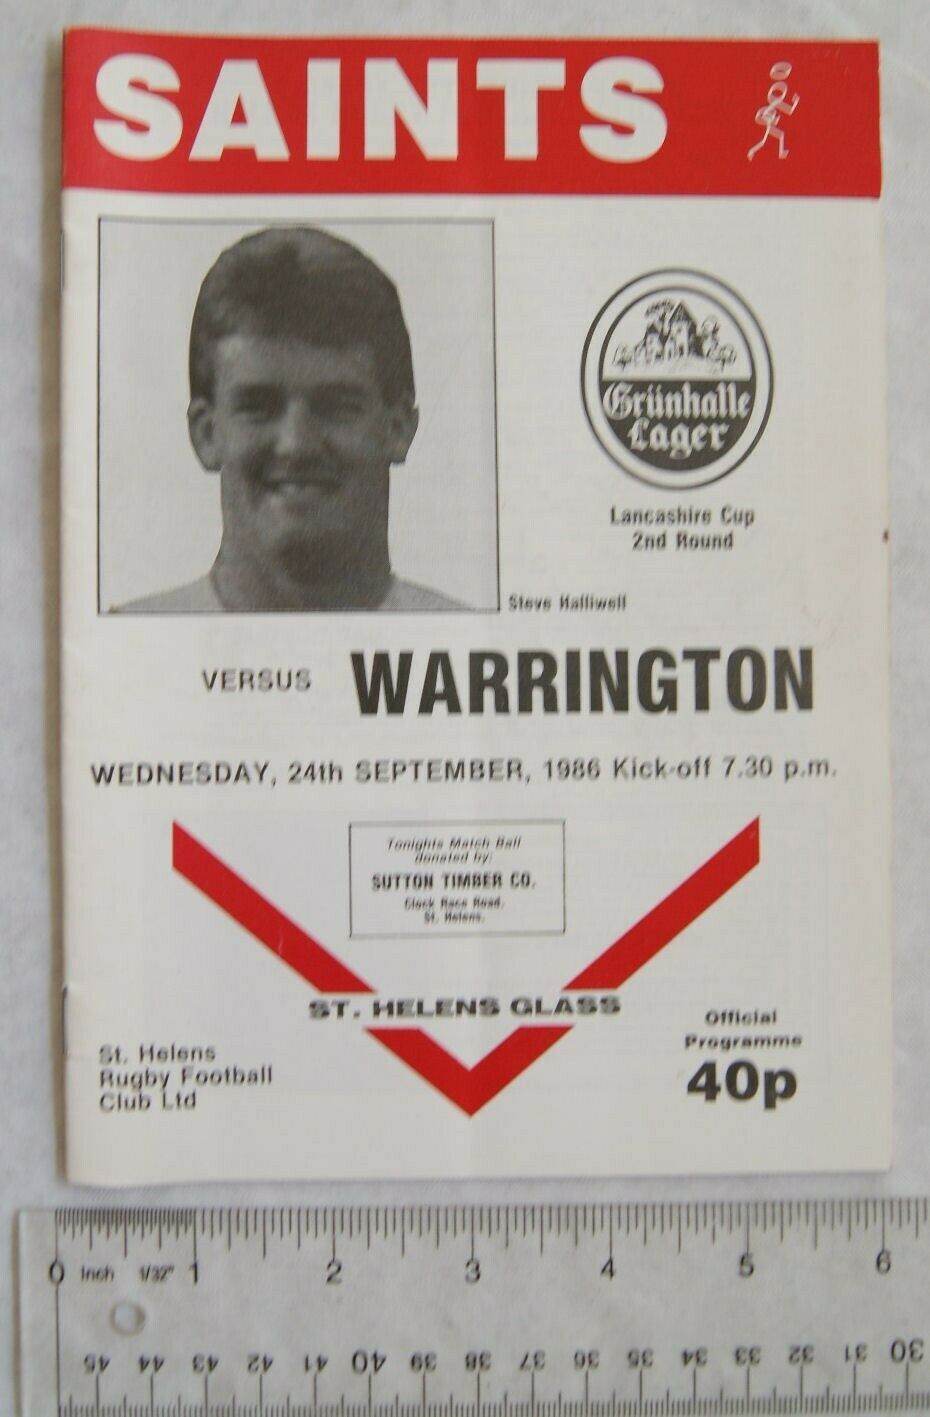 SAINTS
Grünhalle
Lager
Lancashire Cup
2nd Round
Steve Halliwell
VERSUS WARRINGTON
WEDNESDAY, 24th SEPTEMBER, 1986 Kick-off 7.30 p.m.
Tonights Match Ball
donated by:
SUTTON TIMBER CO.
Clock Race Road.
St. Helens.
ST. HELENS GLASS
Official
Programme
40p
St. Helens
Rugby Football
Club Ltd
0 Inch 1/32" 1 2 3 4 5 6
45 44 43 42 41 40 39 38 37 36 35 34 33 32 31 30